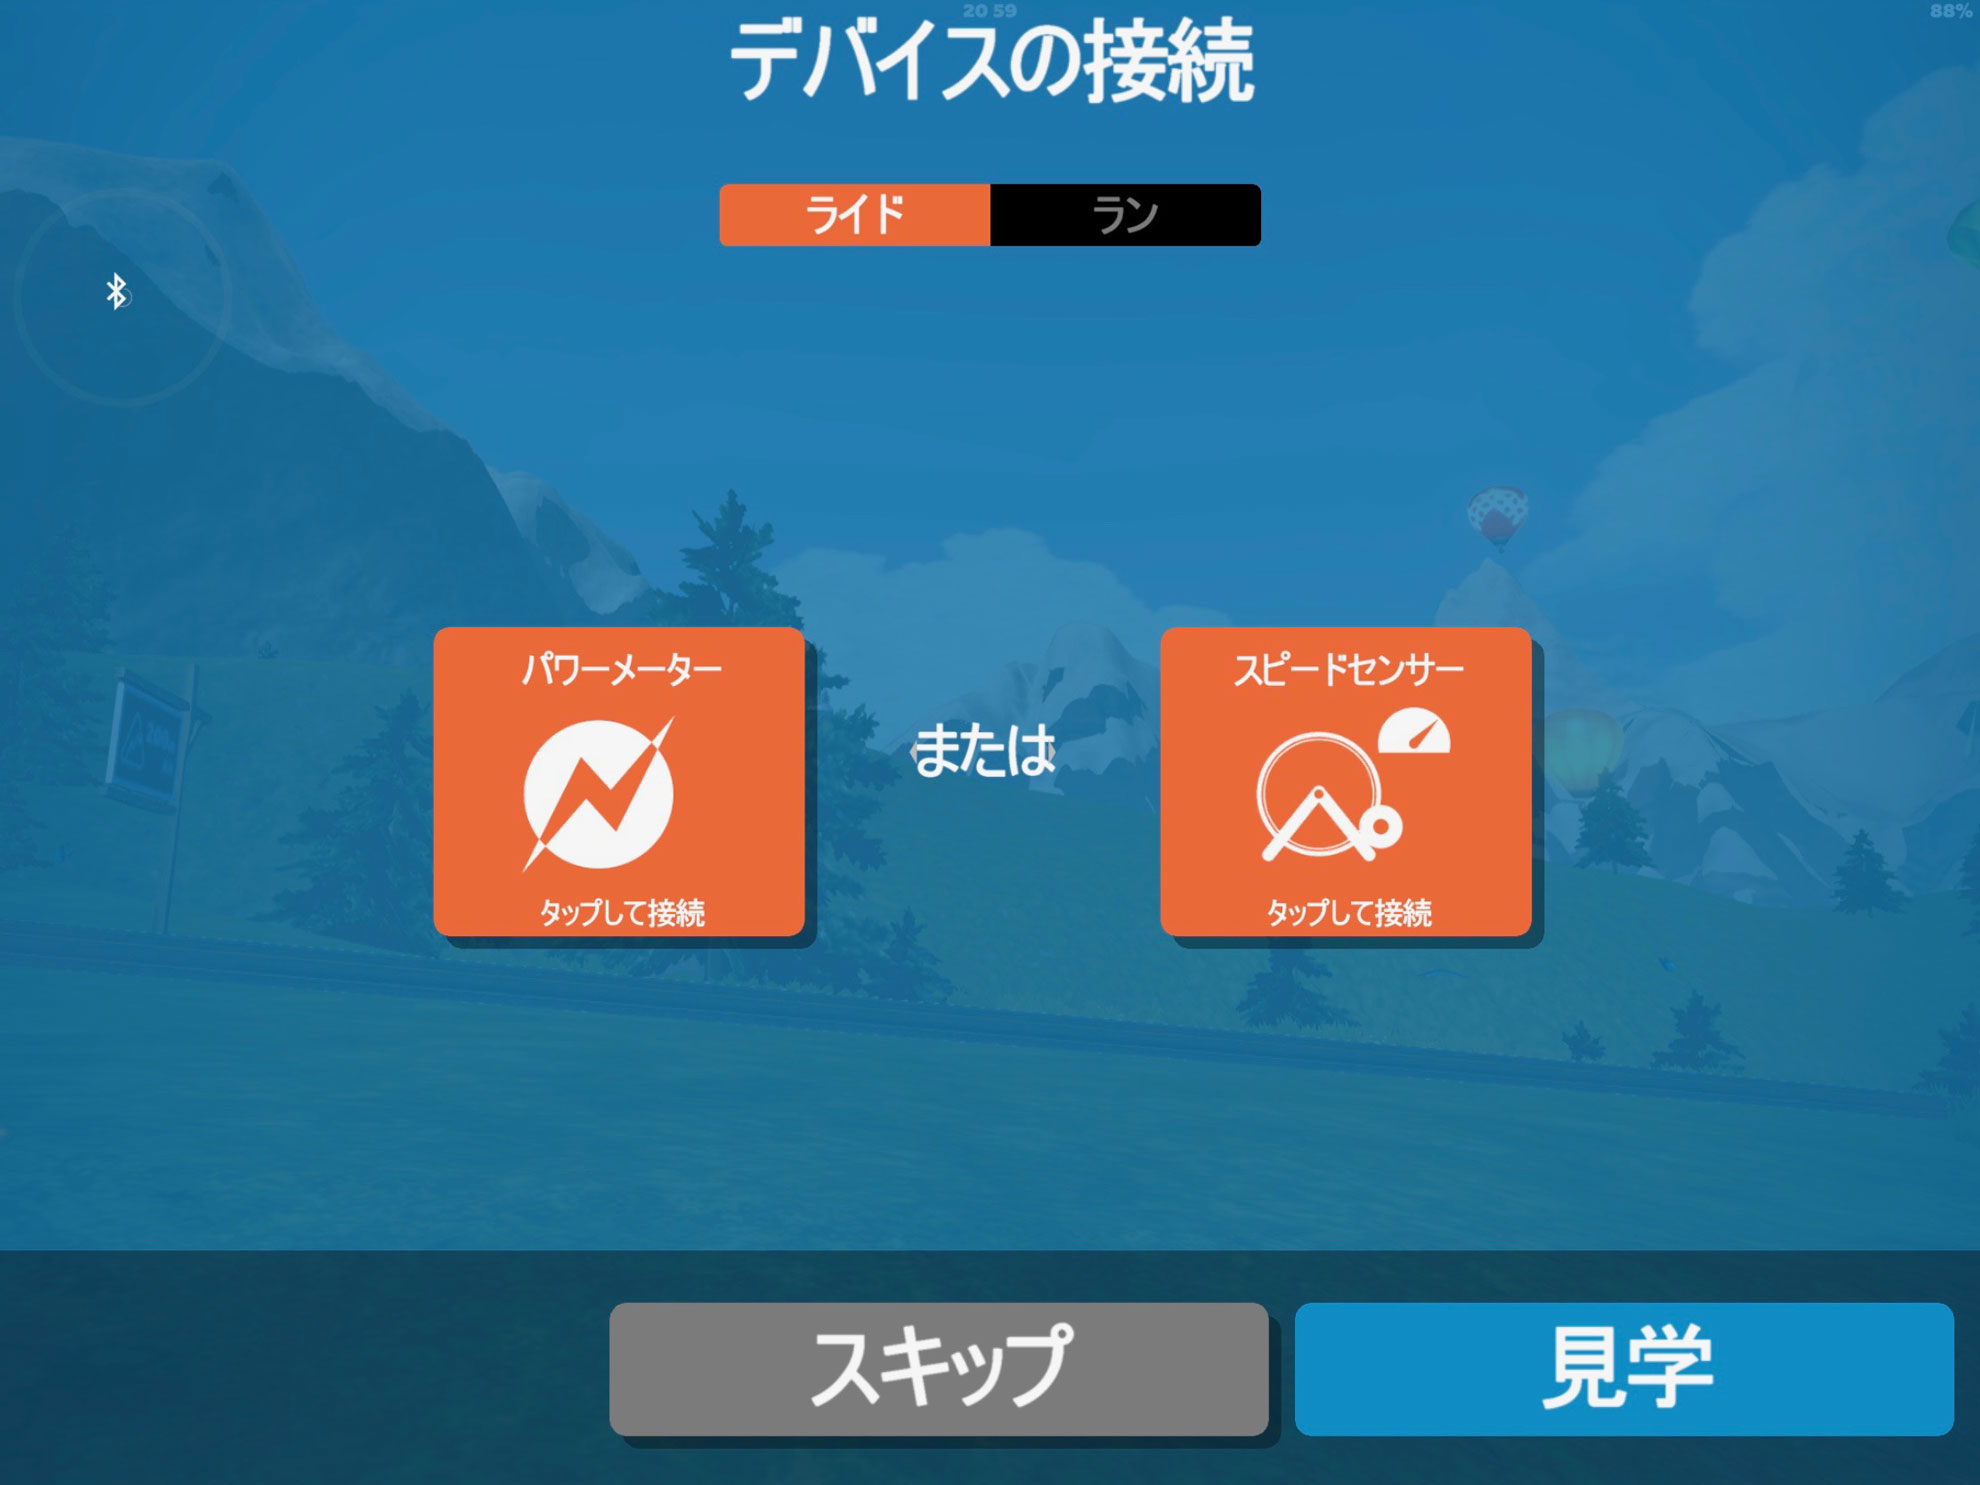 20 59
88%
デバイスの接続
ライド
ラン
パワーメーター
タップして接続
または
スピードセンサー
タップして接続
スキップ
見学